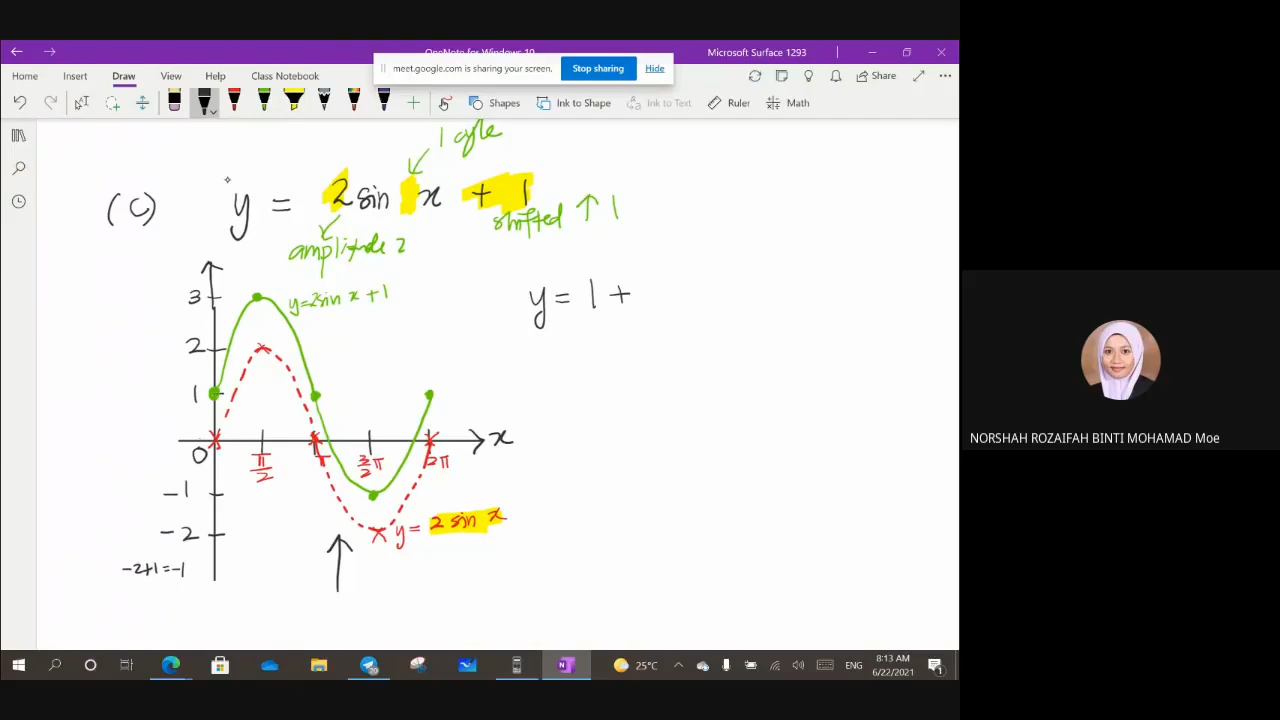 OneNote for Windows 10
Microsoft Surface 1293
meet.google.com is sharing your screen.
Stop sharing
Hide
Home
Insert
Draw
View
Help
Class Notebook
Share
Shapes
Ink to Shape
Ink to Text
Ruler
Math
1 cycle
(c) y = 2 sin x + 1
shifted ↑ 1
amplitude 2
y=2sin x + 1
y = 1 +
3
2
1
0
π/2
π
3/2 π
2π
x
-1
-2
y = 2 sin x
-2+1=-1
NORSHAH ROZAIFAH BINTI MOHAMAD Moe
25°C
ENG
8:13 AM
6/22/2021